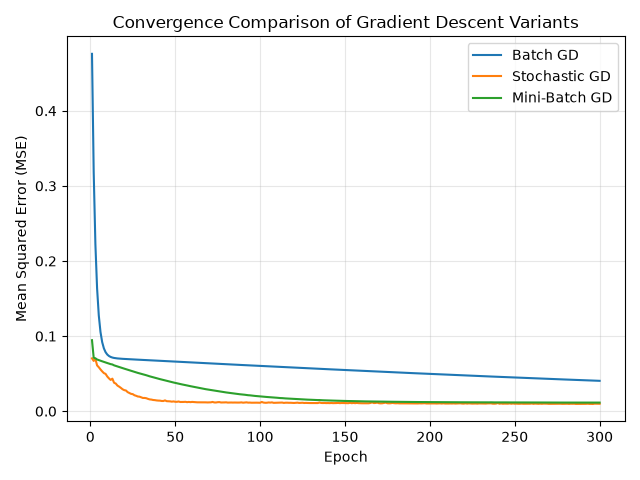 Convergence Comparison of Gradient Descent Variants
Batch GD
Stochastic GD
Mini-Batch GD
Mean Squared Error (MSE)
0.4
0.3
0.2
0.1
0.0
0 50 100 150 200 250 300
Epoch